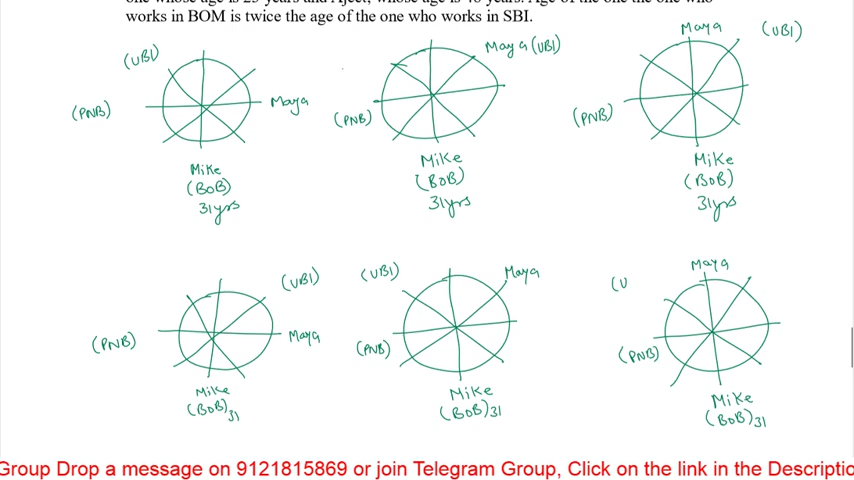 works in BOM is twice the age of the one who works in SBI.
(UBI)
(PNB)
Maya
Mike
(BOB)
31yrs
Maya (UBI)
(PNB)
Mike
(BOB)
31yrs
Maya
(UBI)
(PNB)
Mike
(BOB)
31yrs
(UBI)
(PNB)
Maya
Mike
(BOB) 31
(UBI)
Maya
(PNB)
Mike
(BOB) 31
Maya
(U
(PNB)
Mike
(BOB) 31
Group Drop a message on 9121815869 or join Telegram Group, Click on the link in the Descriptio